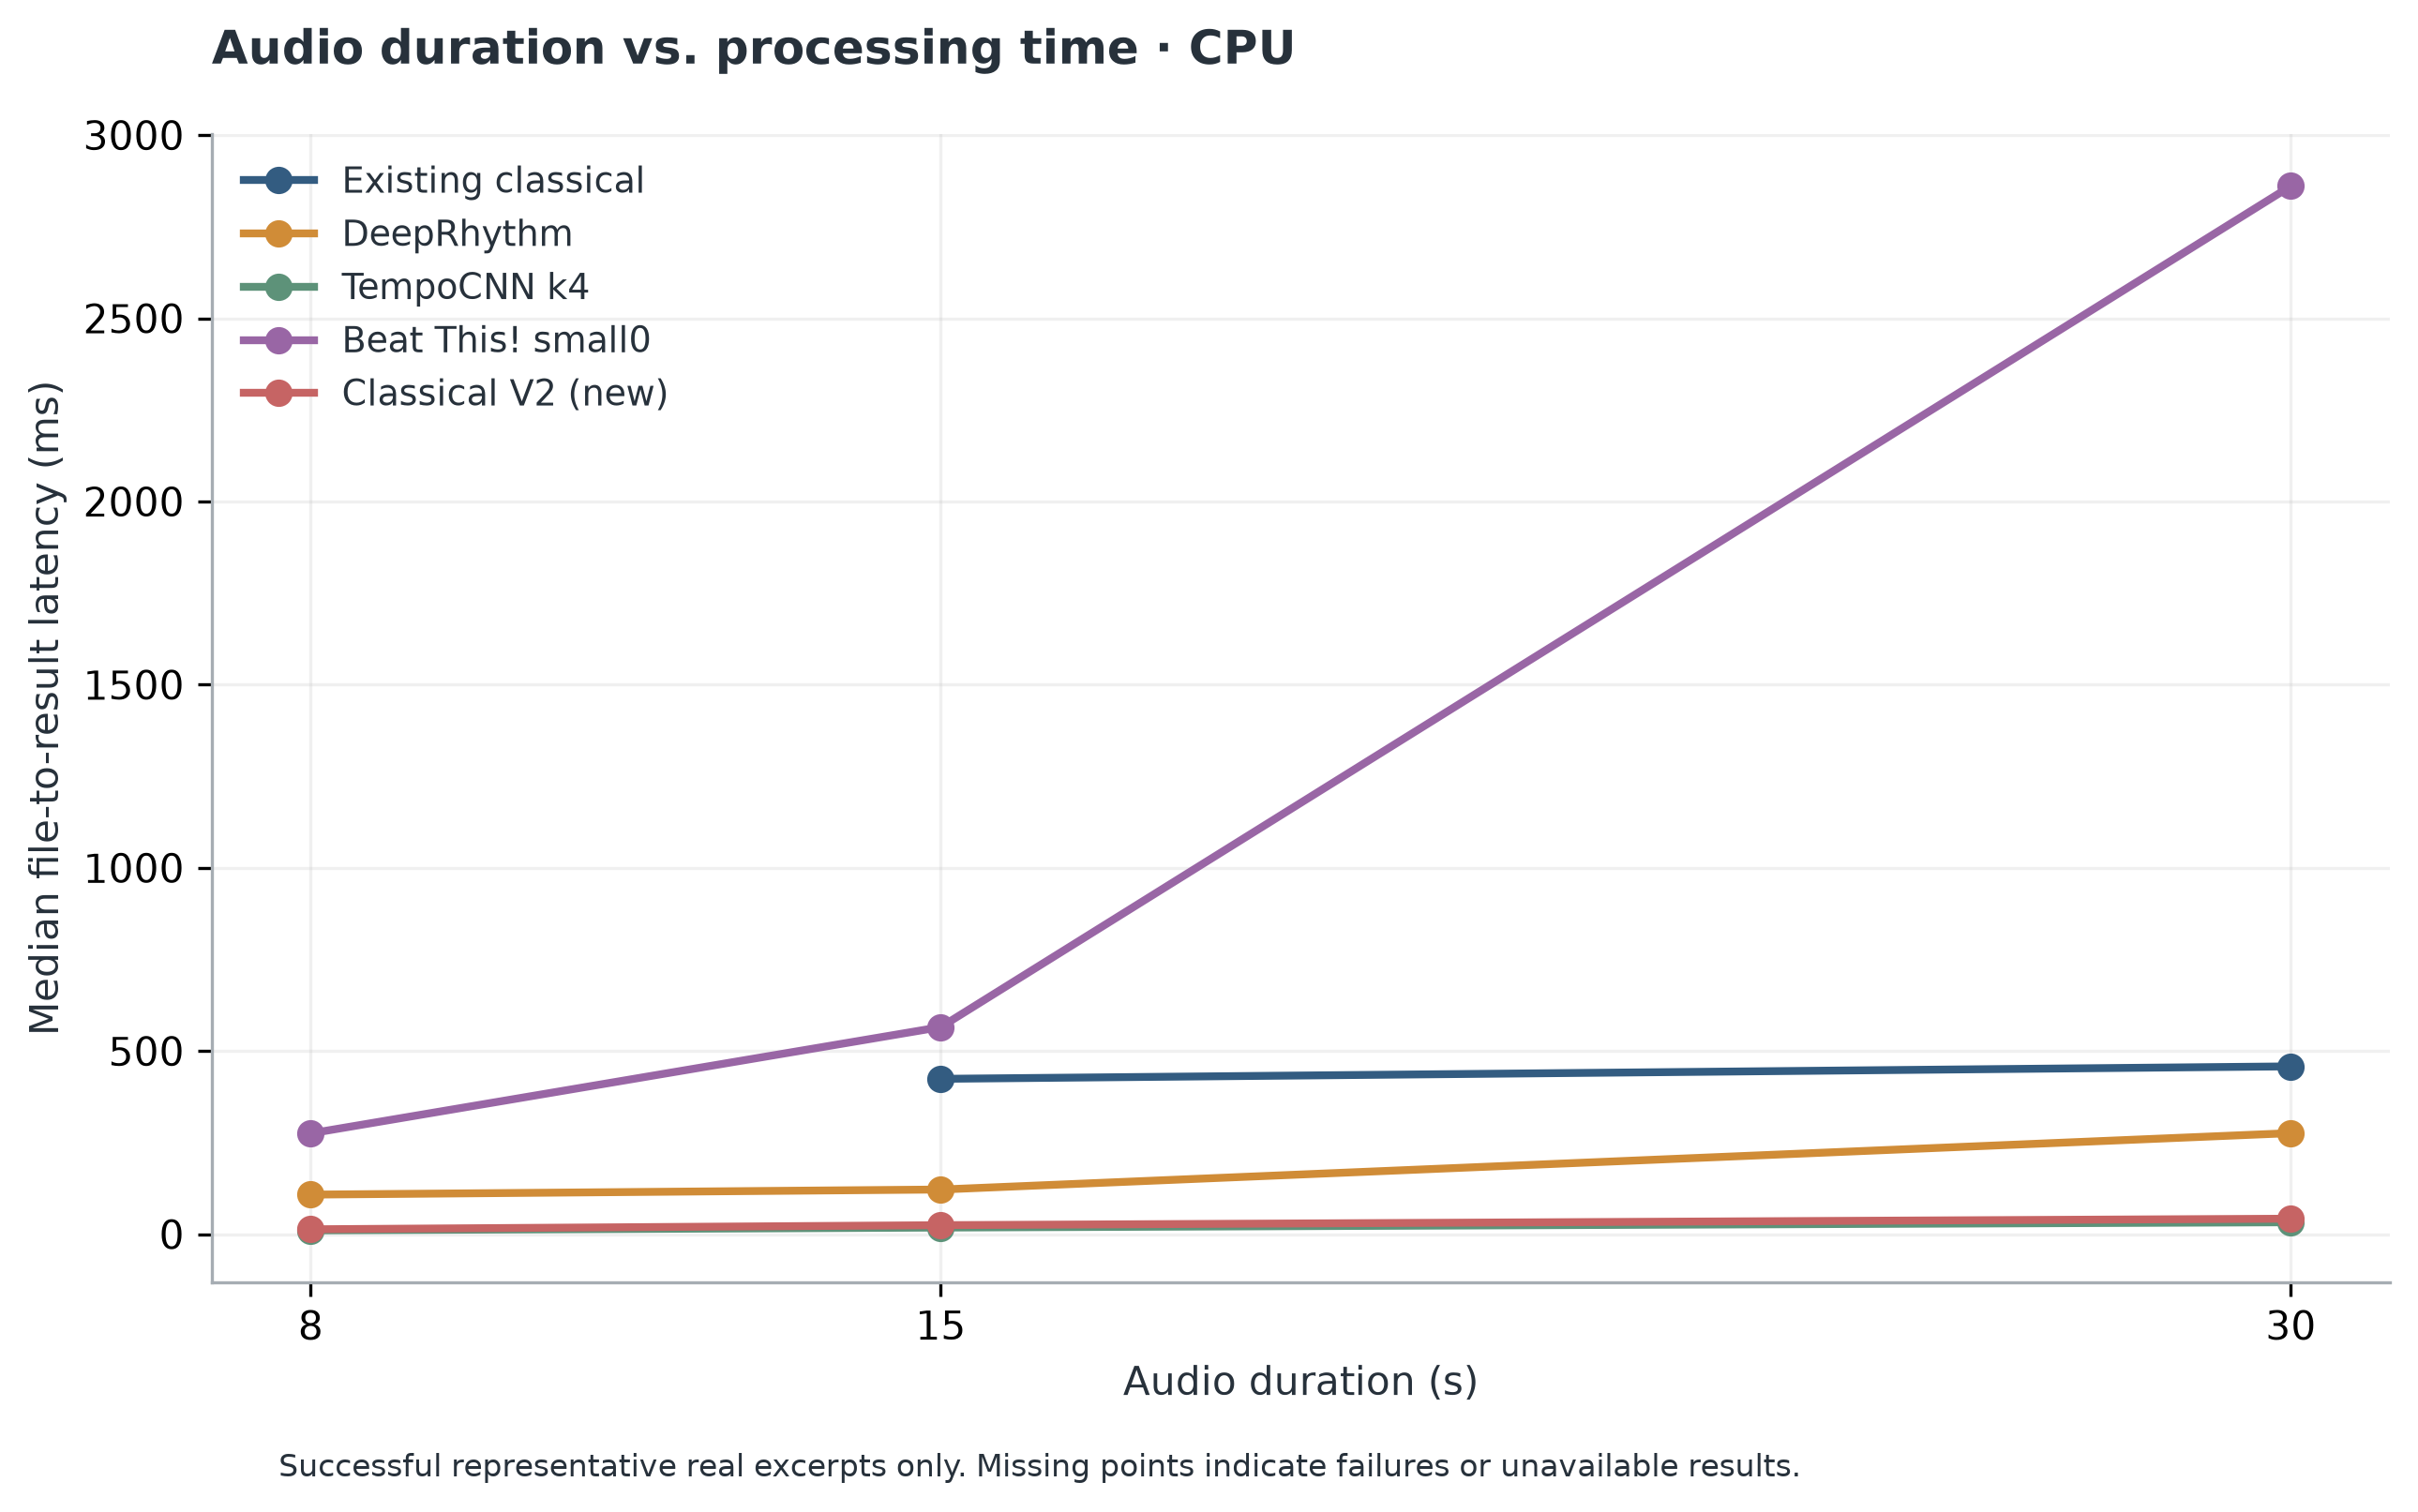 Audio duration vs. processing time · CPU
3000
2500
2000
1500
1000
500
0
Median file-to-result latency (ms)
Existing classical
DeepRhythm
TempoCNN k4
Beat This! small0
Classical V2 (new)
8
15
30
Audio duration (s)
Successful representative real excerpts only. Missing points indicate failures or unavailable results.